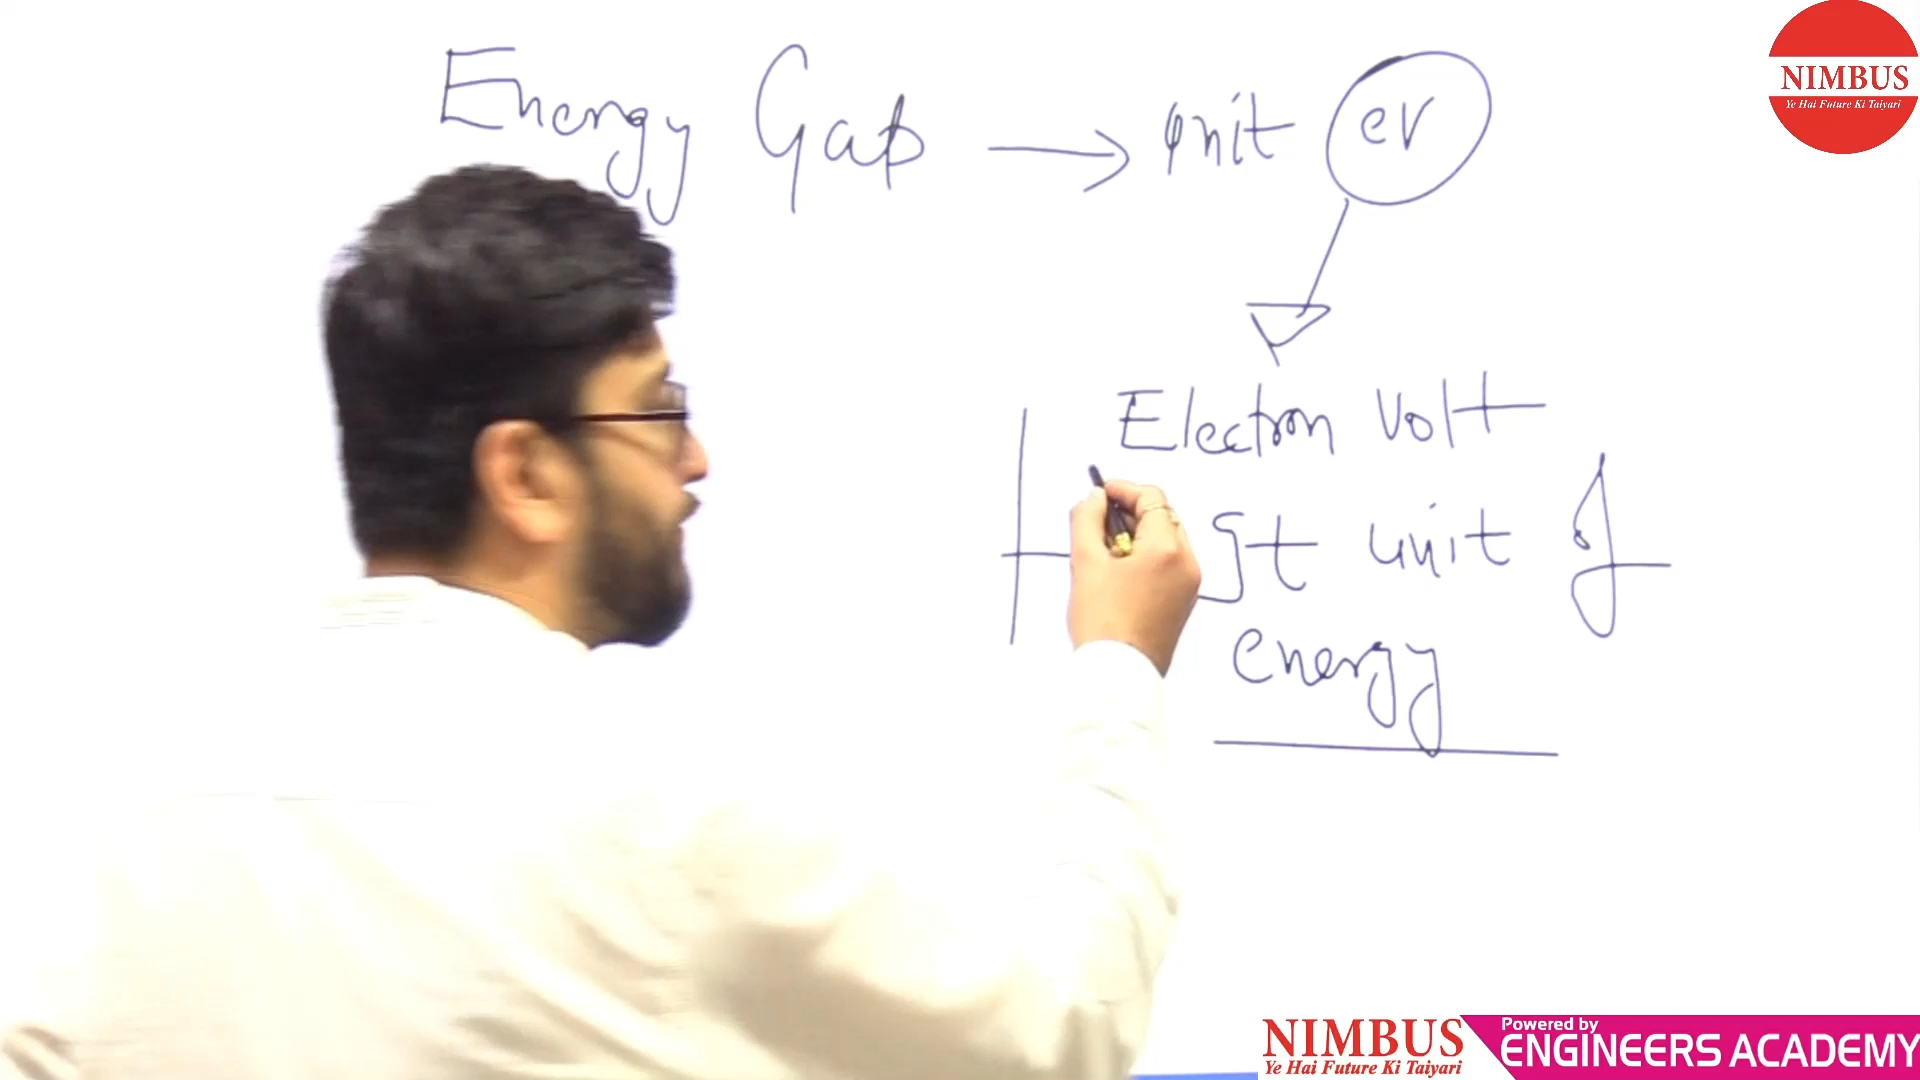 Energy Gap → unit ev
Electron volt
It unit of
energy
NIMBUS
Ye Hai Future Ki Taiyari
NIMBUS
Ye Hai Future Ki Taiyari
Powered by
ENGINEERS ACADEMY